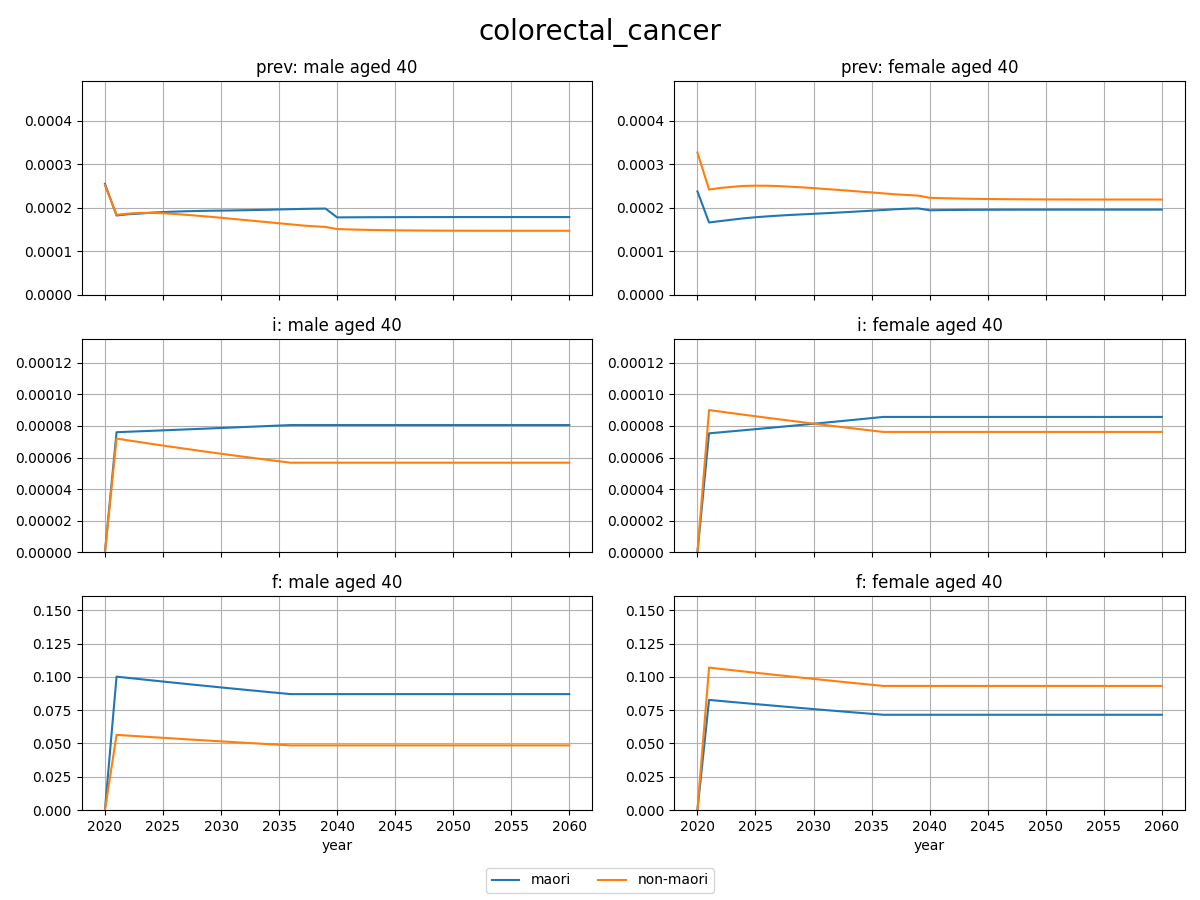 colorectal_cancer
prev: male aged 40
prev: female aged 40
0.0004
0.0003
0.0002
0.0001
0.0000
0.0004
0.0003
0.0002
0.0001
0.0000
i: male aged 40
i: female aged 40
0.00012
0.00010
0.00008
0.00006
0.00004
0.00002
0.00000
0.00012
0.00010
0.00008
0.00006
0.00004
0.00002
0.00000
f: male aged 40
f: female aged 40
0.150
0.125
0.100
0.075
0.050
0.025
0.000
0.150
0.125
0.100
0.075
0.050
0.025
0.000
2020 2025 2030 2035 2040 2045 2050 2055 2060
2020 2025 2030 2035 2040 2045 2050 2055 2060
year
year
maori
non-maori